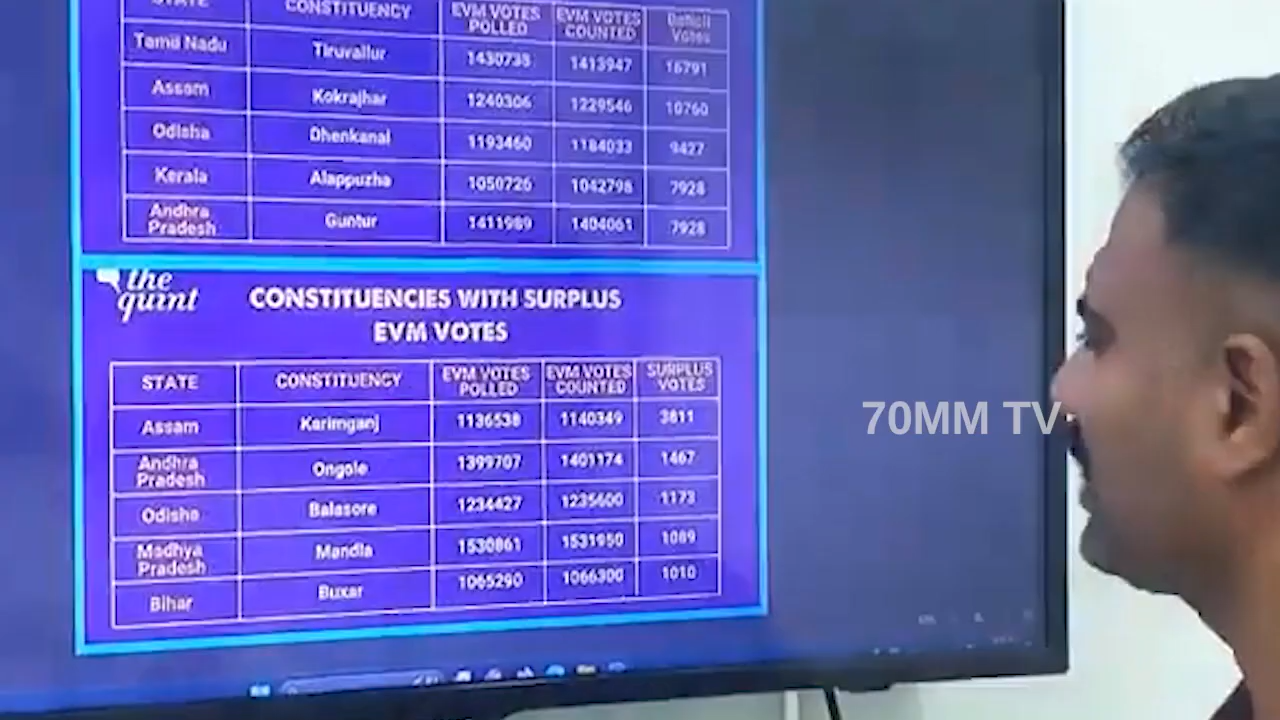 STATE CONSTITUENCY EVM VOTES POLLED EVM VOTES COUNTED Deficit Votes
Tamil Nadu Tiruvallur 1430738 1413947 16791
Assam Kokrajhar 1240306 1229546 10760
Odisha Dhenkanal 1193460 1184033 9427
Kerala Alappuzha 1050726 1042798 7928
Andhra Pradesh Guntur 1411989 1404061 7928
the
quint
CONSTITUENCIES WITH SURPLUS
EVM VOTES
STATE CONSTITUENCY EVM VOTES POLLED EVM VOTES COUNTED SURPLUS VOTES
Assam Karimganj 1136538 1140349 3811
Andhra Pradesh Ongole 1399707 1401174 1467
Odisha Balasore 1234427 1235600 1173
Madhya Pradesh Mandla 1530861 1531950 1089
Bihar Buxar 1065290 1066300 1010
70MM TV